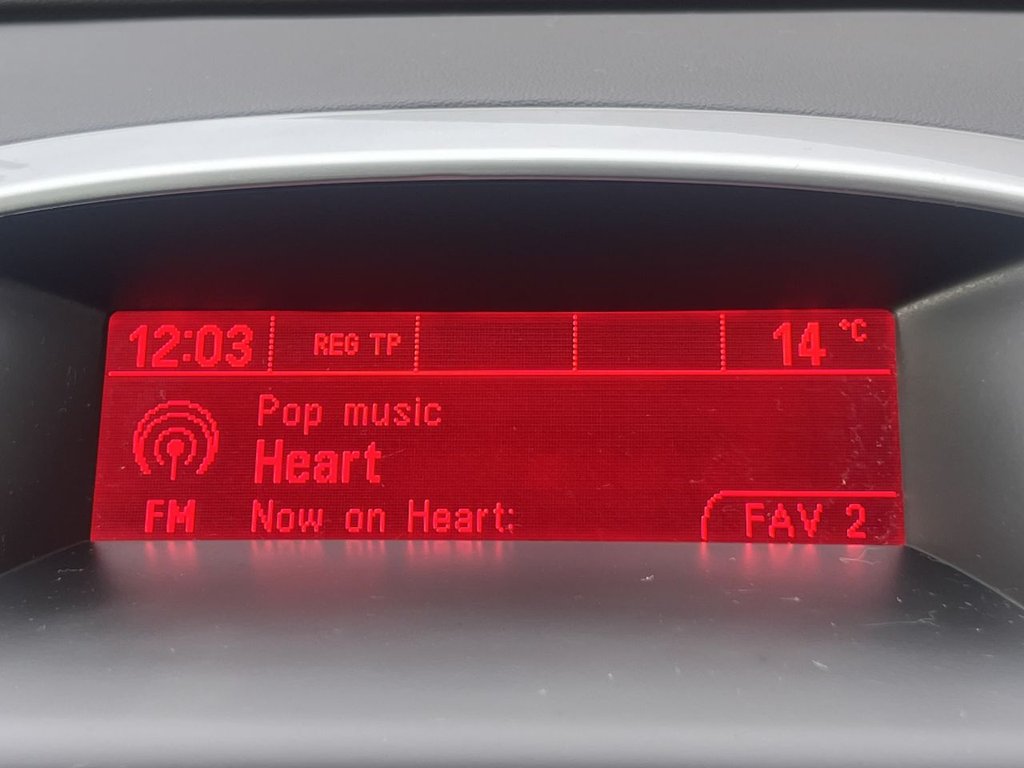 12:03 REG TP 14 °C
Pop music
Heart
FM Now on Heart: FAV 2